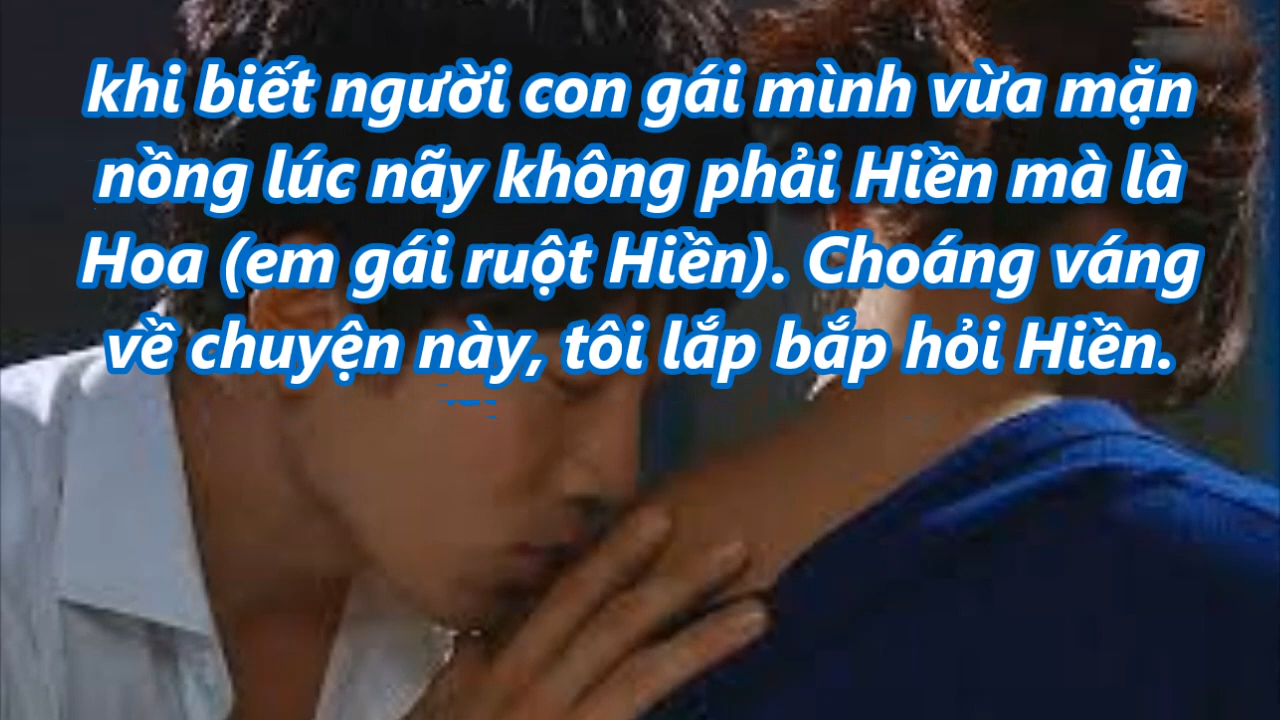 khi biết người con gái mình vừa mặn
nồng lúc nãy không phải Hiền mà là
Hoa (em gái ruột Hiền). Choáng váng
về chuyện này, tôi lắp bắp hỏi Hiền.